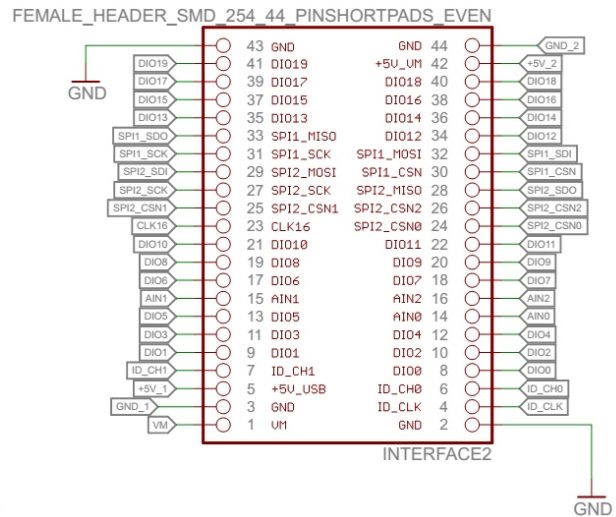 FEMALE_HEADER_SMD_254_44_PINSHORTPADS_EVEN
43 GND GND 44 GND_2
DIO19 41 DIO19 +5V_VM 42 +5V_2
DIO17 39 DIO17 DIO18 40 DIO18
GND
DIO15 37 DIO15 DIO16 38 DIO16
DIO13 35 DIO13 DIO14 36 DIO14
SPI1_SDO 33 SPI1_MISO DIO12 34 DIO12
SPI1_SCK 31 SPI1_SCK SPI1_MOSI 32 SPI1_SDI
SPI2_SDI 29 SPI2_MOSI SPI1_CSN 30 SPI1_CSN
SPI2_SCK 27 SPI2_SCK SPI2_MISO 28 SPI2_SDO
SPI2_CSN1 25 SPI2_CSN1 SPI2_CSN2 26 SPI2_CSN2
CLK16 23 CLK16 SPI2_CSN0 24 SPI2_CSN0
DIO10 21 DIO10 DIO11 22 DIO11
DIO8 19 DIO8 DIO9 20 DIO9
DIO6 17 DIO6 DIO7 18 DIO7
AIN1 15 AIN1 AIN2 16 AIN2
DIO5 13 DIO5 AIN0 14 AIN0
DIO3 11 DIO3 DIO4 12 DIO4
DIO1 9 DIO1 DIO2 10 DIO2
ID_CH1 7 ID_CH1 DIO0 8 DIO0
+5V_1 5 +5V_USB ID_CH0 6 ID_CH0
GND_1 3 GND ID_CLK 4 ID_CLK
VM 1 VM GND 2
INTERFACE2
GND